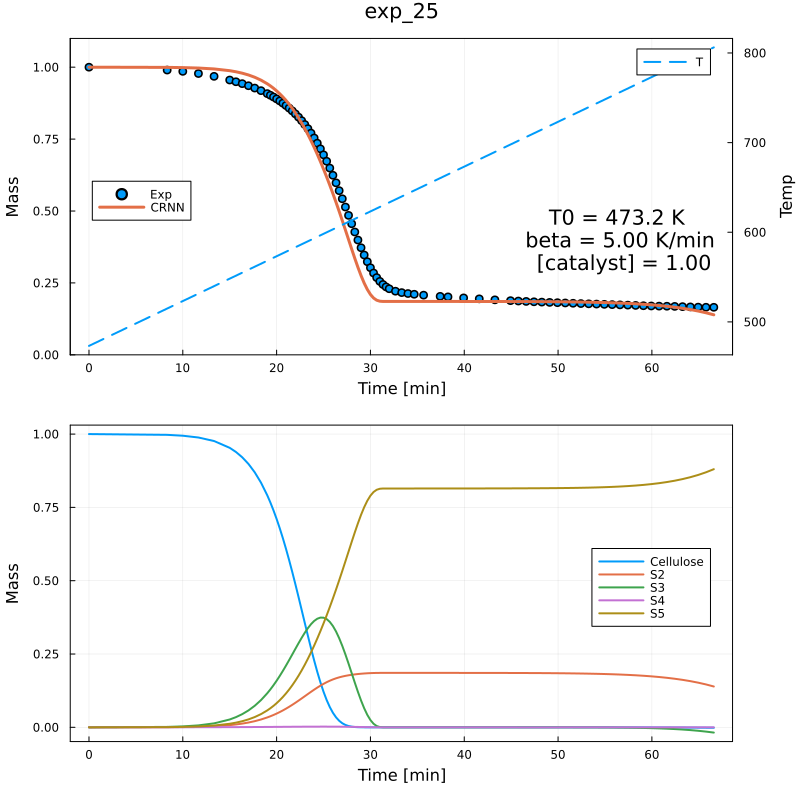 exp_25
1.00
0.75
0.50
0.25
0.00
Mass
800
700
600
500
Temp
T
Exp
CRNN
T0 = 473.2 K
beta = 5.00 K/min
[catalyst] = 1.00
0 10 20 30 40 50 60
Time [min]
1.00
0.75
0.50
0.25
0.00
Mass
Cellulose
S2
S3
S4
S5
0 10 20 30 40 50 60
Time [min]